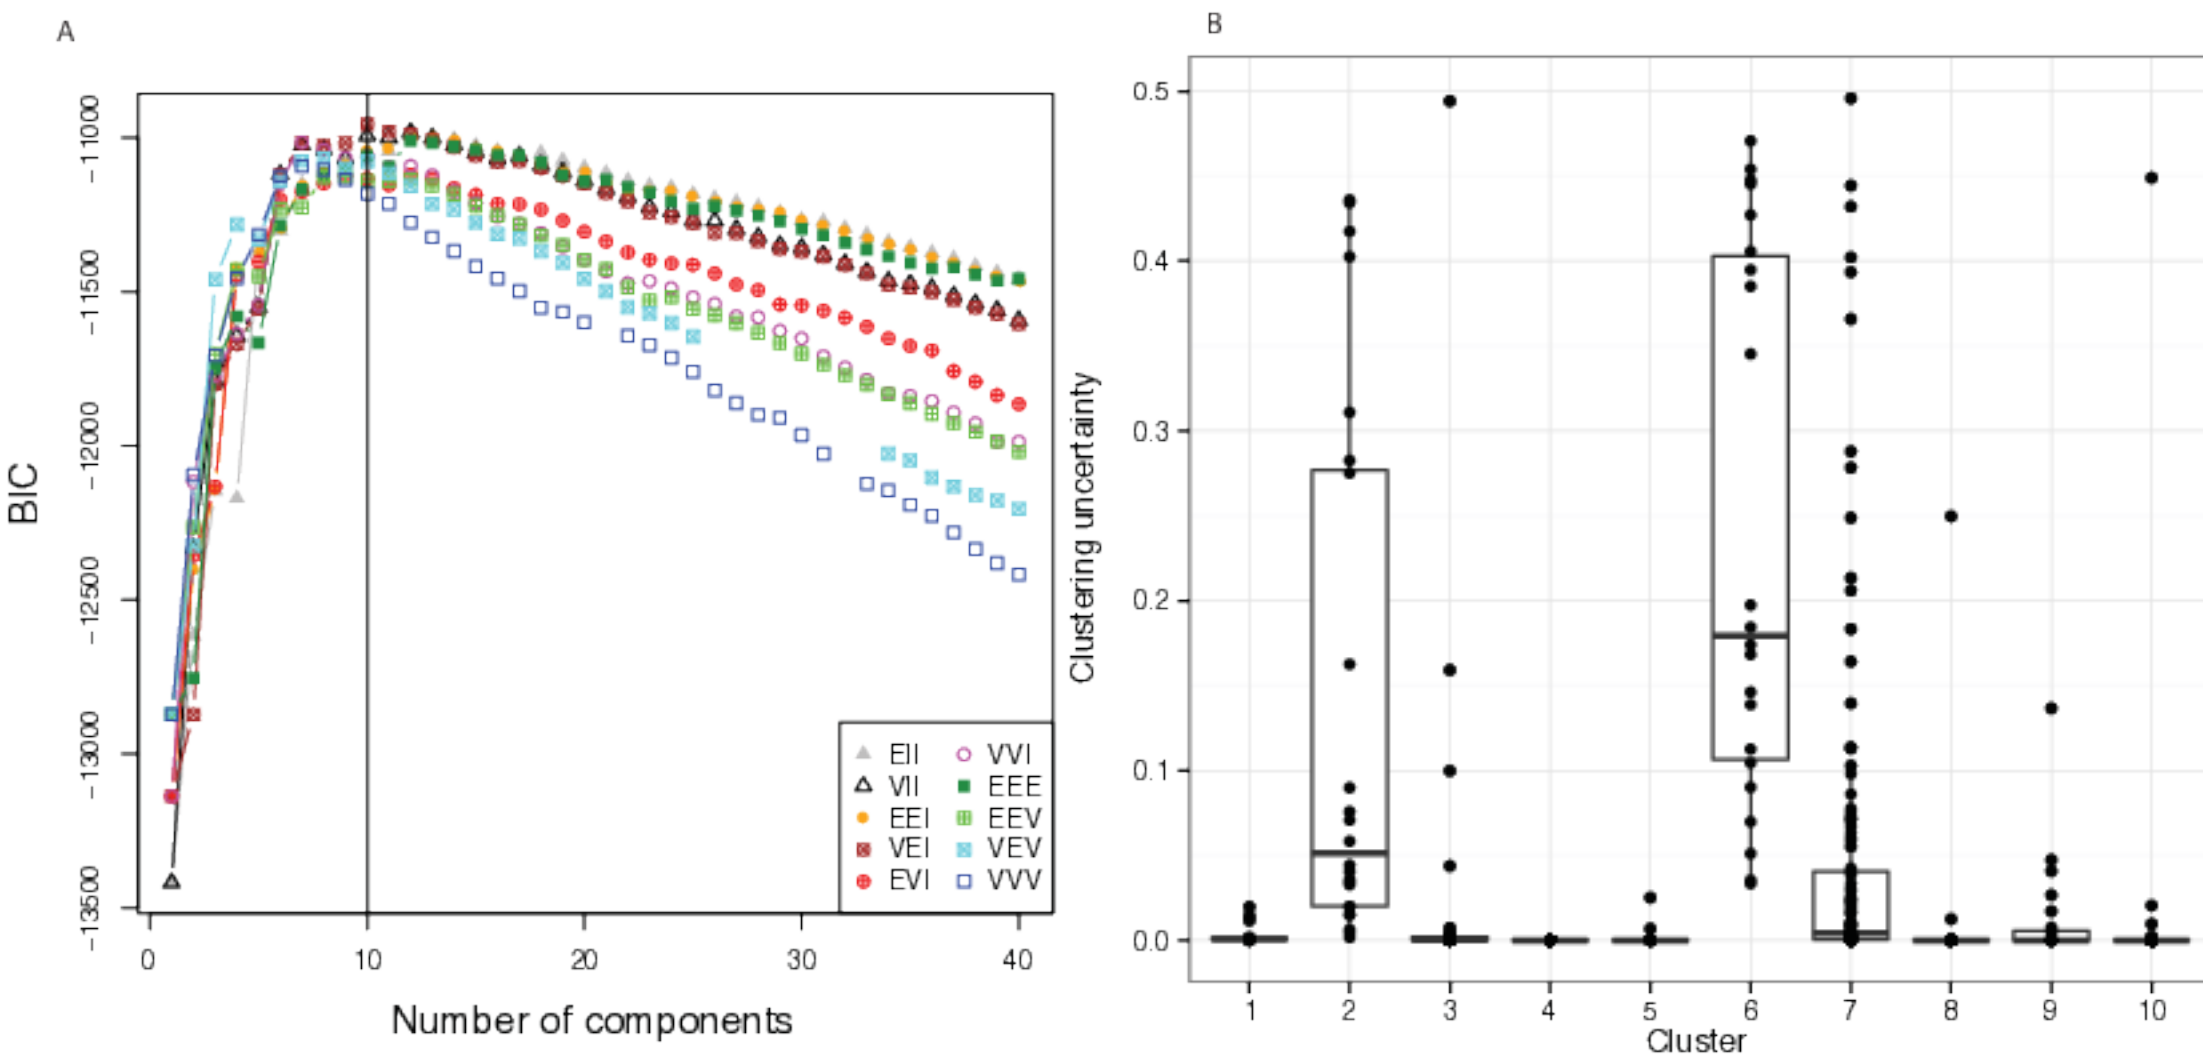 A
B
BIC
−11000
−11500
−12000
−12500
−13000
−13500
0
10
20
30
40
Number of components
EII
VII
EEI
VEI
EVI
VVI
EEE
EEV
VEV
VVV
Clustering uncertainty
0.5
0.4
0.3
0.2
0.1
0.0
1
2
3
4
5
6
7
8
9
10
Cluster